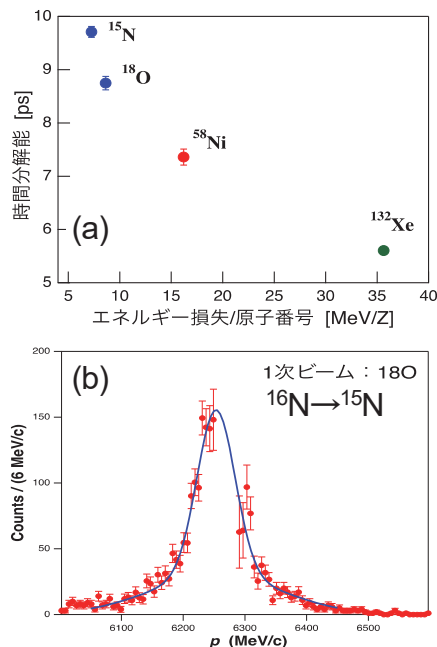 10
9
8
7
6
5
時間分解能 [ps]
¹⁵N
¹⁸O
⁵⁸Ni
¹³²Xe
(a)
5 10 15 20 25 30 35 40
エネルギー損失/原子番号 [MeV/Z]
(b)
1次ビーム：18O
¹⁶N→¹⁵N
200
150
100
50
0
Counts / (6 MeV/c)
6100 6200 6300 6400 6500
p (MeV/c)